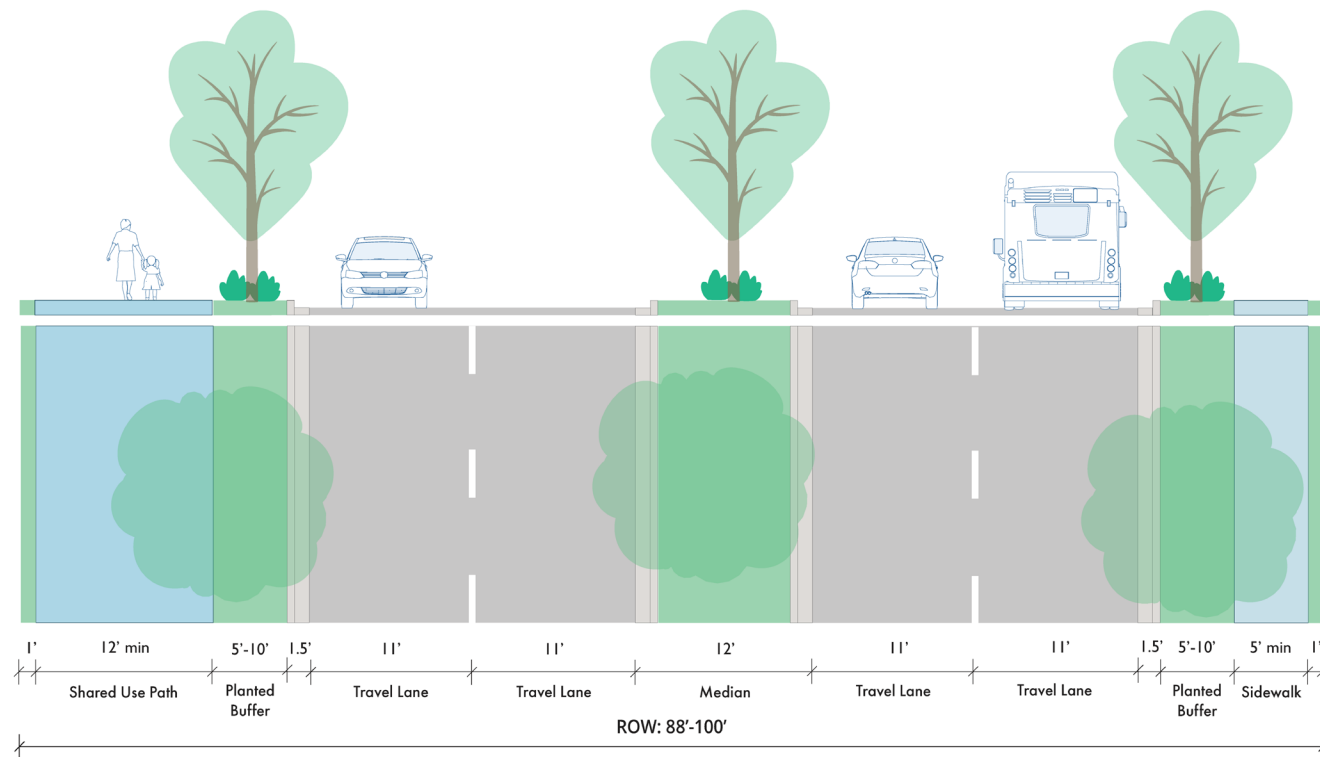 1’ 12’ min 5’-10’ 1.5’ 11’ 11’ 12’ 11’ 11’ 1.5’ 5’-10’ 5’ min 1’
Shared Use Path Planted Buffer Travel Lane Travel Lane Median Travel Lane Travel Lane Planted Buffer Sidewalk
ROW: 88’-100’